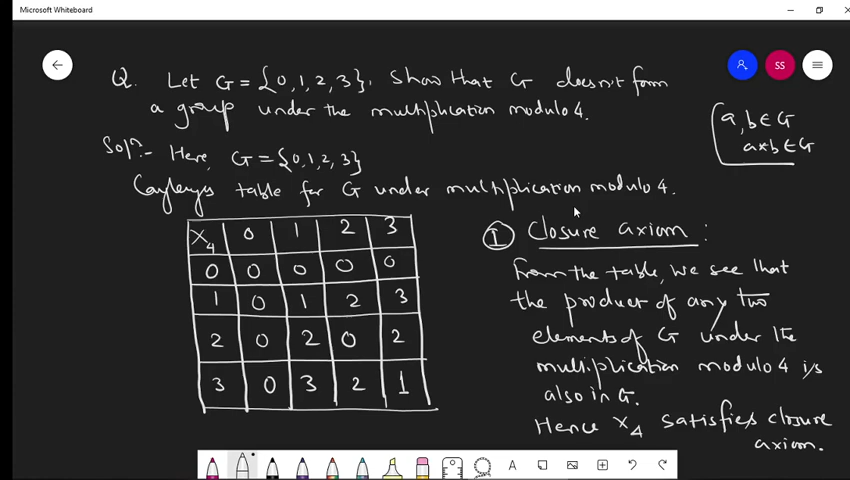 Microsoft Whiteboard
SS
Q. Let G = {0, 1, 2, 3}. Show that G doesn't form
a group under the multiplication modulo 4.
a, b ∈ G
a*b ∈ G
Solⁿ:- Here, G = {0, 1, 2, 3}
Cayleyes table for G under multiplication modulo 4.
×₄ 0 1 2 3
0 0 0 0 0
1 0 1 2 3
2 0 2 0 2
3 0 3 2 1
I Closure axiom :
From the table, we see that
the product of any two
elements of G under the
multiplication modulo 4 is
also in G.
Hence ×₄ satisfies closure
axiom.
A